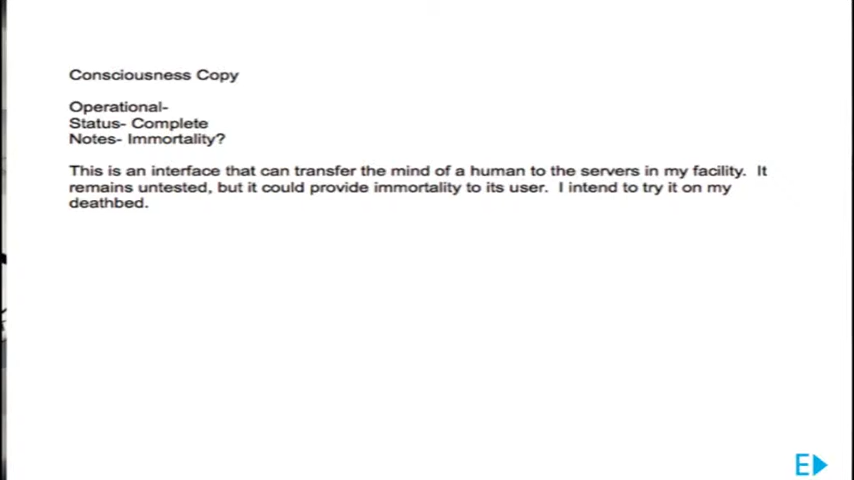 Consciousness Copy
Operational-
Status- Complete
Notes- Immortality?
This is an interface that can transfer the mind of a human to the servers in my facility.  It
remains untested, but it could provide immortality to its user.  I intend to try it on my
deathbed.
E